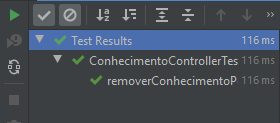 Test Results 116 ms
ConhecimentoControllerTes 116 ms
removerConhecimentoP 116 ms